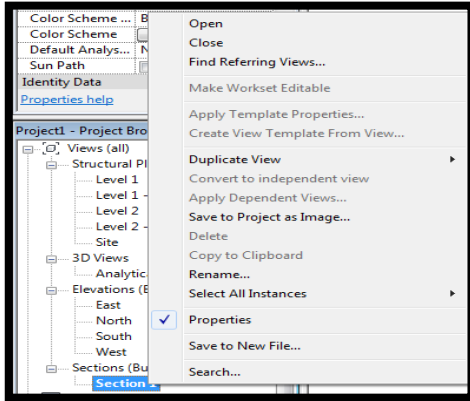 Color Scheme ...
Color Scheme
Default Analys...
Sun Path
Identity Data
Properties help
Project1 - Project Bro
Views (all)
Structural Pl
Level 1
Level 1 -
Level 2
Level 2 -
Site
3D Views
Analytic
Elevations (B
East
North
South
West
Sections (Bu
Section
Open
Close
Find Referring Views...
Make Workset Editable
Apply Template Properties...
Create View Template From View...
Duplicate View
Convert to independent view
Apply Dependent Views...
Save to Project as Image...
Delete
Copy to Clipboard
Rename...
Select All Instances
Properties
Save to New File...
Search...